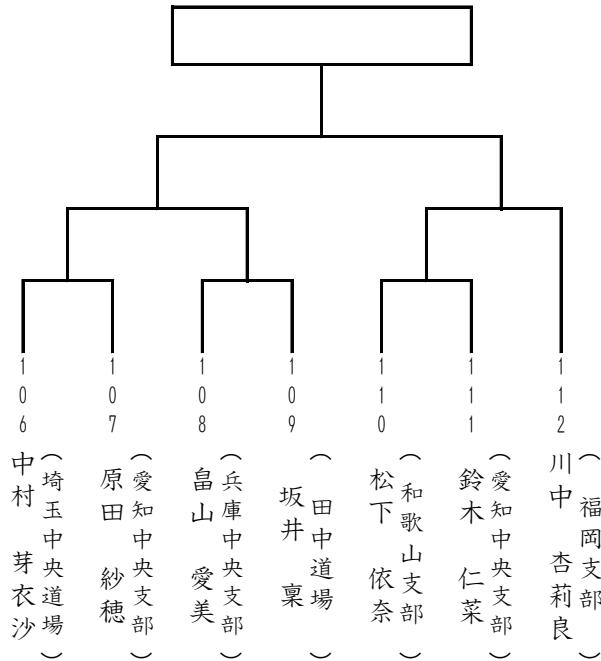 106
中村 芽衣沙
(埼玉中央道場)
107
原田 紗穂
(愛知中央支部)
108
畠山 愛美
(兵庫中央支部)
109
坂井 稟
(田中道場)
110
松下 依奈
(和歌山支部)
111
鈴木 仁菜
(愛知中央支部)
112
川中 杏莉良
(福岡支部)